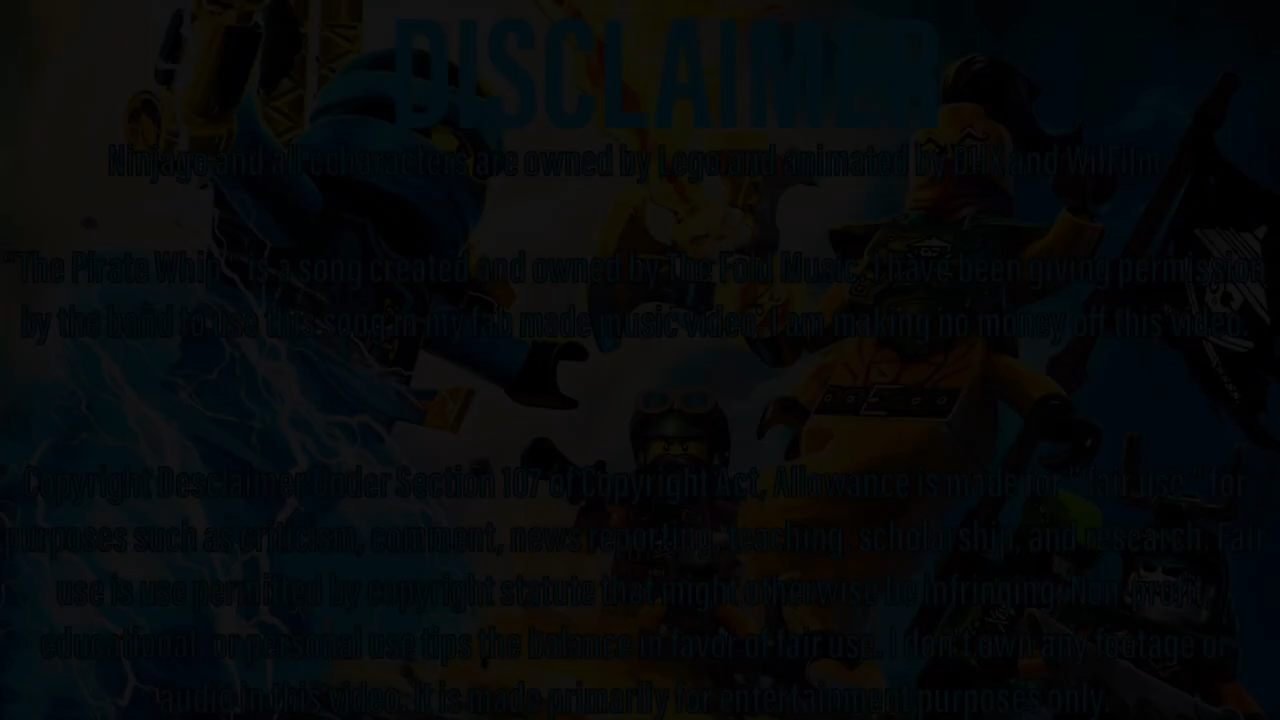 DISCLAIMER
Ninjago and all characters are owned by Lego and animated by DHX and WilFilm
"The Pirate Whip" is a song created and owned by The Fold Music. I have been giving permission
by the band to use this song in my fab made music video. I am making no money off this video.
Copyright Desclaimer Under Section 107 of Copyright Act, Allowance is made for "fair use" for
purposes such as criticism, comment, news reporting, teaching, scholarship, and research. Fair
use is use permitted by copyright statute that might otherwise be infringing. Non-profit,
educational or personal use tips the balance in favor of fair use. I don't own any footage or
audio in this video. It is made primarily for entertainment purposes only.